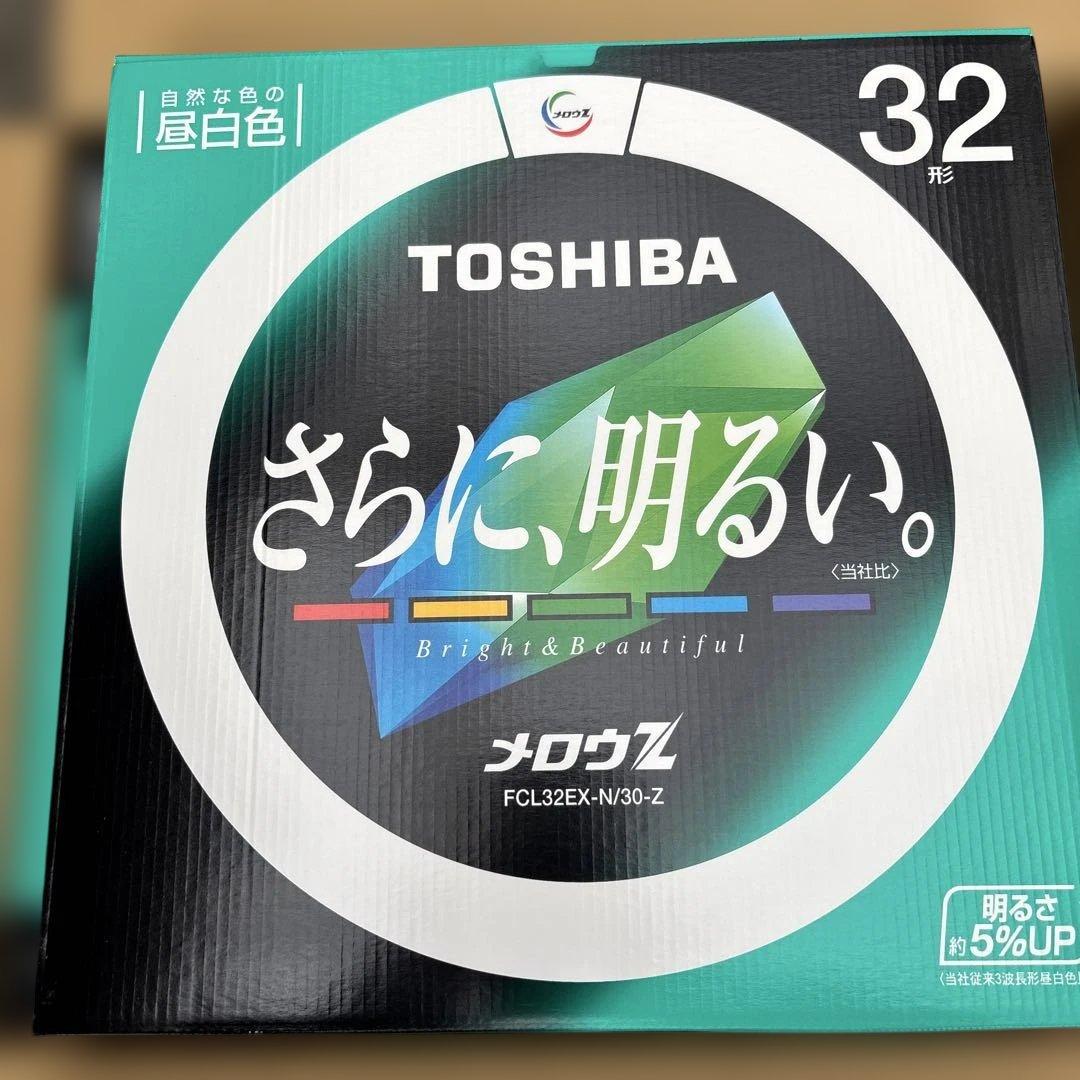 自然な色の
昼白色
メロウZ
32
形
TOSHIBA
さらに、明るい。
〈当社比〉
Bright&Beautiful
メロウZ
FCL32EX-N/30-Z
明るさ
約5%UP
〈当社従来3波長形昼白色